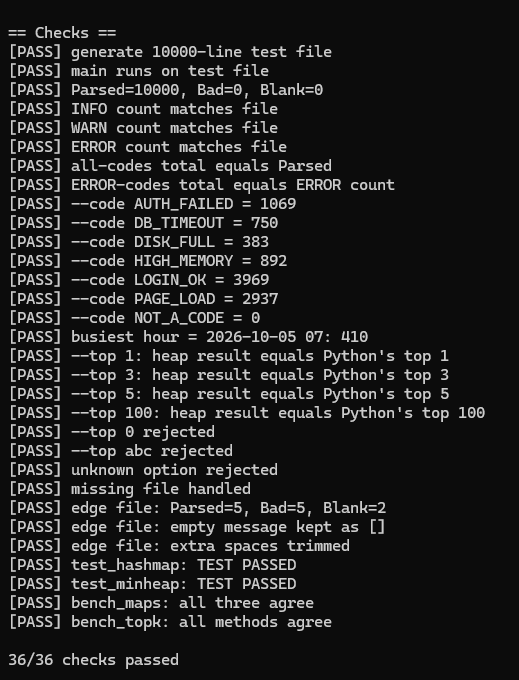 == Checks ==
[PASS] generate 10000-line test file
[PASS] main runs on test file
[PASS] Parsed=10000, Bad=0, Blank=0
[PASS] INFO count matches file
[PASS] WARN count matches file
[PASS] ERROR count matches file
[PASS] all-codes total equals Parsed
[PASS] ERROR-codes total equals ERROR count
[PASS] --code AUTH_FAILED = 1069
[PASS] --code DB_TIMEOUT = 750
[PASS] --code DISK_FULL = 383
[PASS] --code HIGH_MEMORY = 892
[PASS] --code LOGIN_OK = 3969
[PASS] --code PAGE_LOAD = 2937
[PASS] --code NOT_A_CODE = 0
[PASS] busiest hour = 2026-10-05 07: 410
[PASS] --top 1: heap result equals Python's top 1
[PASS] --top 3: heap result equals Python's top 3
[PASS] --top 5: heap result equals Python's top 5
[PASS] --top 100: heap result equals Python's top 100
[PASS] --top 0 rejected
[PASS] --top abc rejected
[PASS] unknown option rejected
[PASS] missing file handled
[PASS] edge file: Parsed=5, Bad=5, Blank=2
[PASS] edge file: empty message kept as []
[PASS] edge file: extra spaces trimmed
[PASS] test_hashmap: TEST PASSED
[PASS] test_minheap: TEST PASSED
[PASS] bench_maps: all three agree
[PASS] bench_topk: all methods agree
36/36 checks passed